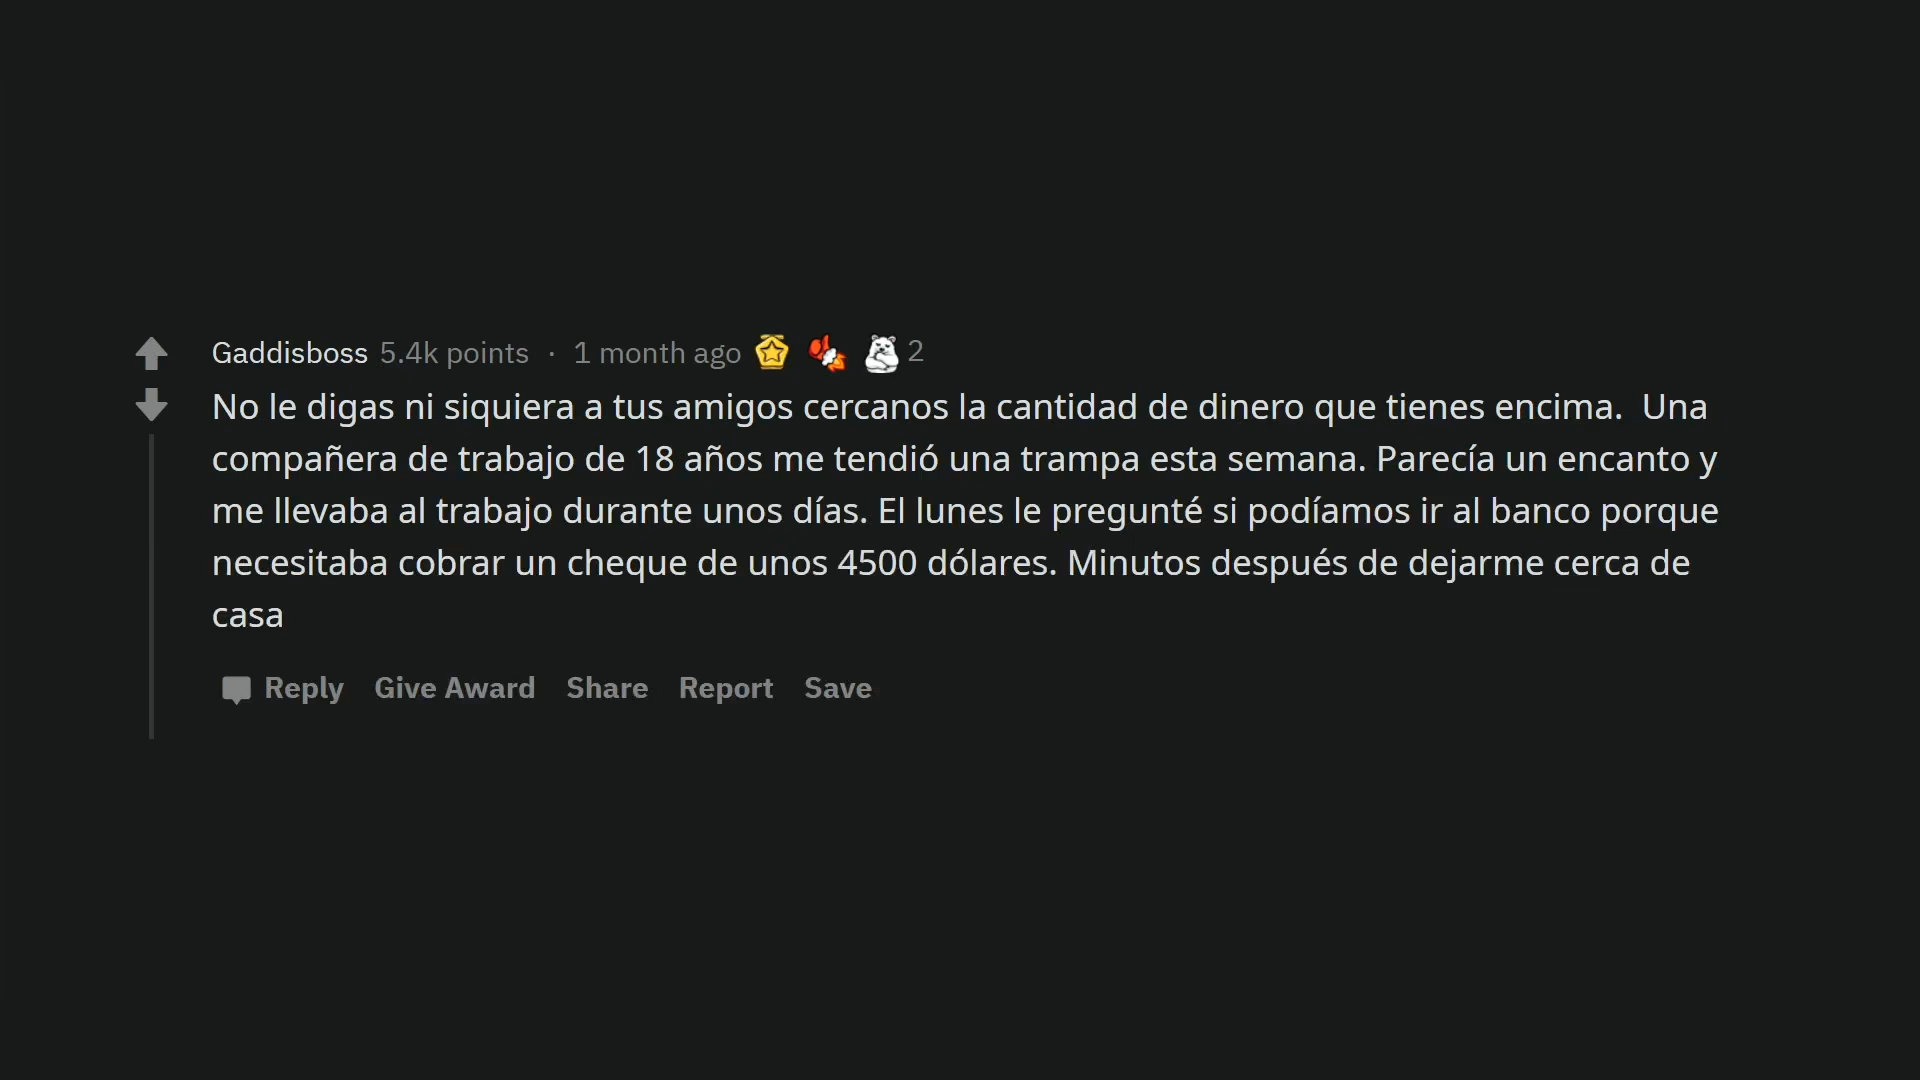 Gaddisboss 5.4k points · 1 month ago 2
No le digas ni siquiera a tus amigos cercanos la cantidad de dinero que tienes encima.  Una
compañera de trabajo de 18 años me tendió una trampa esta semana. Parecía un encanto y
me llevaba al trabajo durante unos días. El lunes le pregunté si podíamos ir al banco porque
necesitaba cobrar un cheque de unos 4500 dólares. Minutos después de dejarme cerca de
casa
Reply Give Award Share Report Save